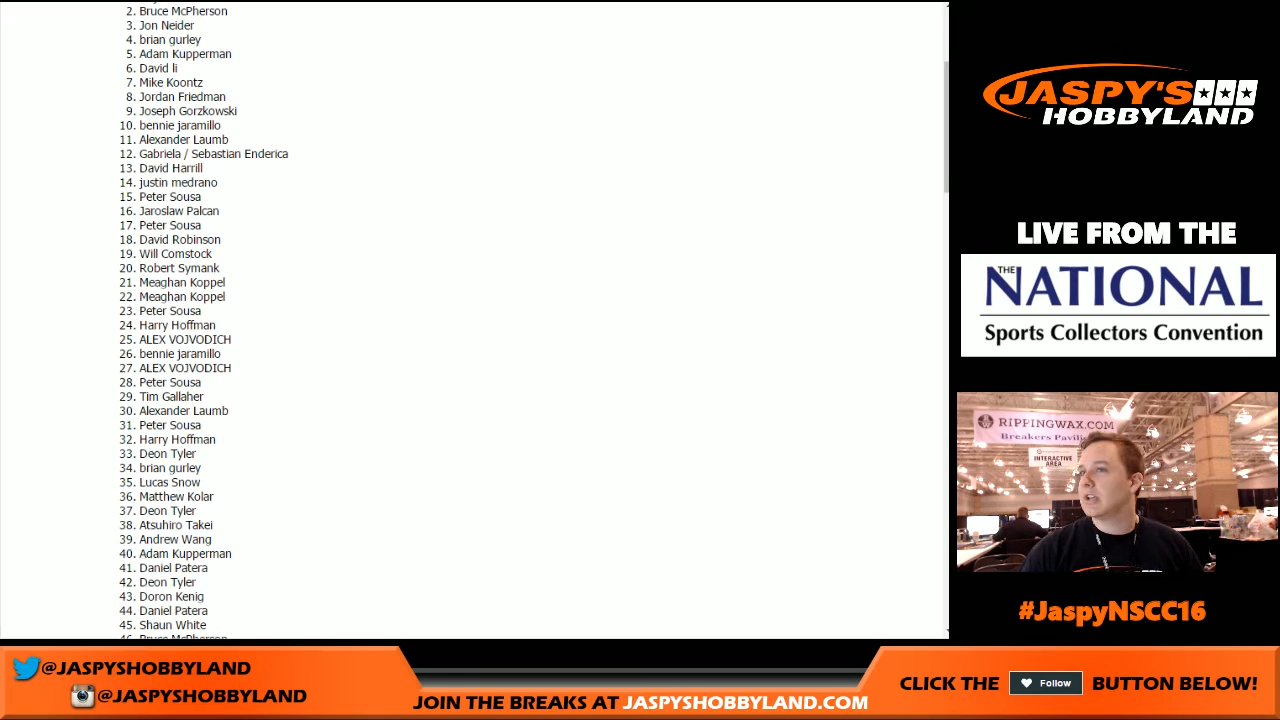 2. Bruce McPherson
3. Jon Neider
4. brian gurley
5. Adam Kupperman
6. David li
7. Mike Koontz
8. Jordan Friedman
9. Joseph Gorzkowski
10. bennie jaramillo
11. Alexander Laumb
12. Gabriela / Sebastian Enderica
13. David Harrill
14. justin medrano
15. Peter Sousa
16. Jaroslaw Palcan
17. Peter Sousa
18. David Robinson
19. Will Comstock
20. Robert Symank
21. Meaghan Koppel
22. Meaghan Koppel
23. Peter Sousa
24. Harry Hoffman
25. ALEX VOJVODICH
26. bennie jaramillo
27. ALEX VOJVODICH
28. Peter Sousa
29. Tim Gallaher
30. Alexander Laumb
31. Peter Sousa
32. Harry Hoffman
33. Deon Tyler
34. brian gurley
35. Lucas Snow
36. Matthew Kolar
37. Deon Tyler
38. Atsuhiro Takei
39. Andrew Wang
40. Adam Kupperman
41. Daniel Patera
42. Deon Tyler
43. Doron Kenig
44. Daniel Patera
45. Shaun White
46. Bruce McPherson
JASPY'S
HOBBYLAND
LIVE FROM THE
THE NATIONAL
Sports Collectors Convention
RIPPINGWAX.COM
Breakers Pavilion
INTERACTIVE
AREA
#JaspyNSCC16
@JASPYSHOBBYLAND
@JASPYSHOBBYLAND
JOIN THE BREAKS AT JASPYSHOBBYLAND.COM
CLICK THE Follow BUTTON BELOW!